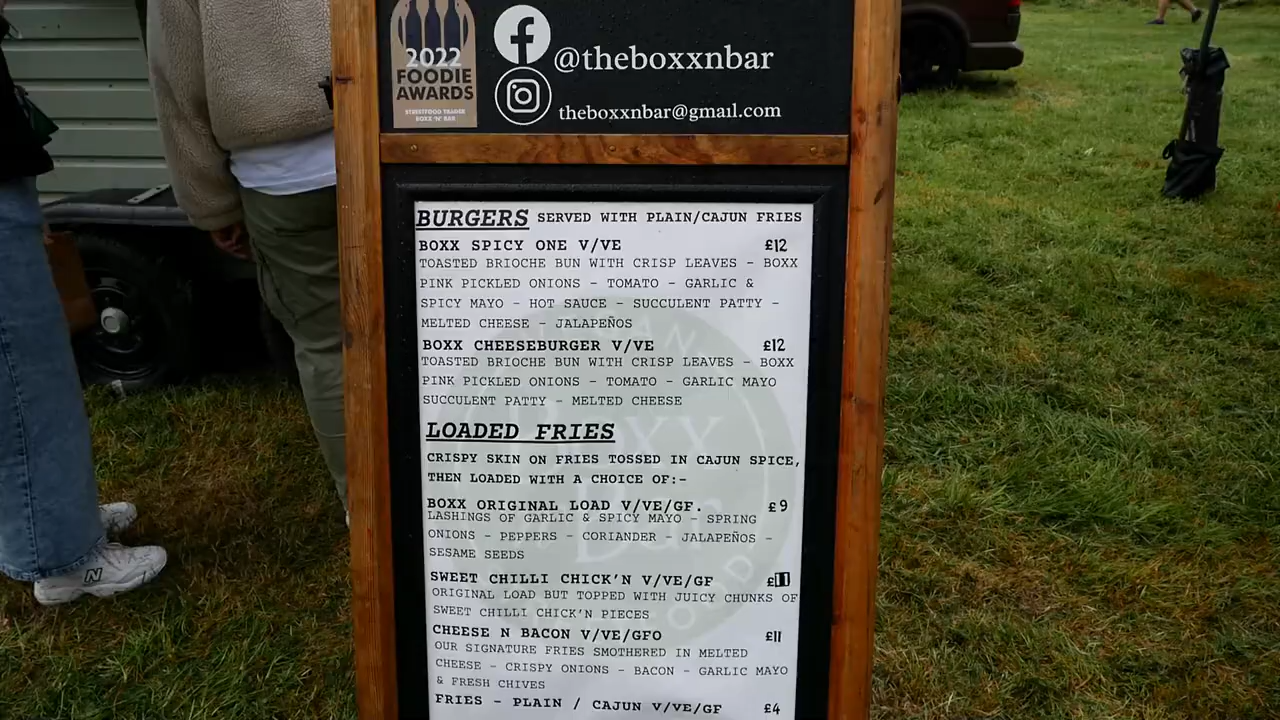 2022
FOODIE
AWARDS
STREETFOOD TRADER
BOXX 'N' BAR
@theboxxnbar
theboxxnbar@gmail.com
BURGERS SERVED WITH PLAIN/CAJUN FRIES
BOXX SPICY ONE V/VE £12
TOASTED BRIOCHE BUN WITH CRISP LEAVES - BOXX
PINK PICKLED ONIONS - TOMATO - GARLIC &
SPICY MAYO - HOT SAUCE - SUCCULENT PATTY -
MELTED CHEESE - JALAPEÑOS
BOXX CHEESEBURGER V/VE £12
TOASTED BRIOCHE BUN WITH CRISP LEAVES - BOXX
PINK PICKLED ONIONS - TOMATO - GARLIC MAYO
SUCCULENT PATTY - MELTED CHEESE
LOADED FRIES
CRISPY SKIN ON FRIES TOSSED IN CAJUN SPICE,
THEN LOADED WITH A CHOICE OF:-
BOXX ORIGINAL LOAD V/VE/GF. £9
LASHINGS OF GARLIC & SPICY MAYO - SPRING
ONIONS - PEPPERS - CORIANDER - JALAPEÑOS -
SESAME SEEDS
SWEET CHILLI CHICK'N V/VE/GF £11
ORIGINAL LOAD BUT TOPPED WITH JUICY CHUNKS OF
SWEET CHILLI CHICK'N PIECES
CHEESE N BACON V/VE/GFO £11
OUR SIGNATURE FRIES SMOTHERED IN MELTED
CHEESE - CRISPY ONIONS - BACON - GARLIC MAYO
& FRESH CHIVES
FRIES - PLAIN / CAJUN V/VE/GF £4
N